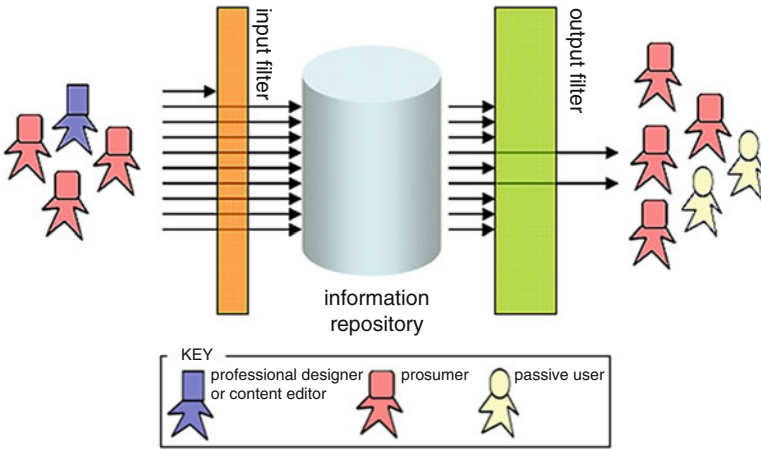 input filter
output filter
information
repository
KEY
professional designer
or content editor
prosumer
passive user